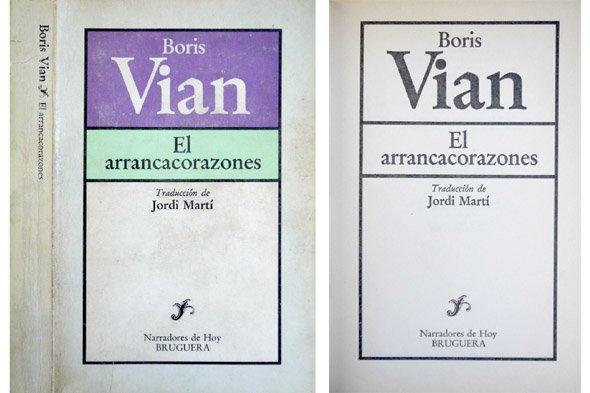 Boris Vian El arrancacorazones
Boris
Vian
El
arrancacorazones
Traducción de
Jordi Martí
Narradores de Hoy
BRUGUERA
Boris
Vian
El
arrancacorazones
Traducción de
Jordi Martí
Narradores de Hoy
BRUGUERA